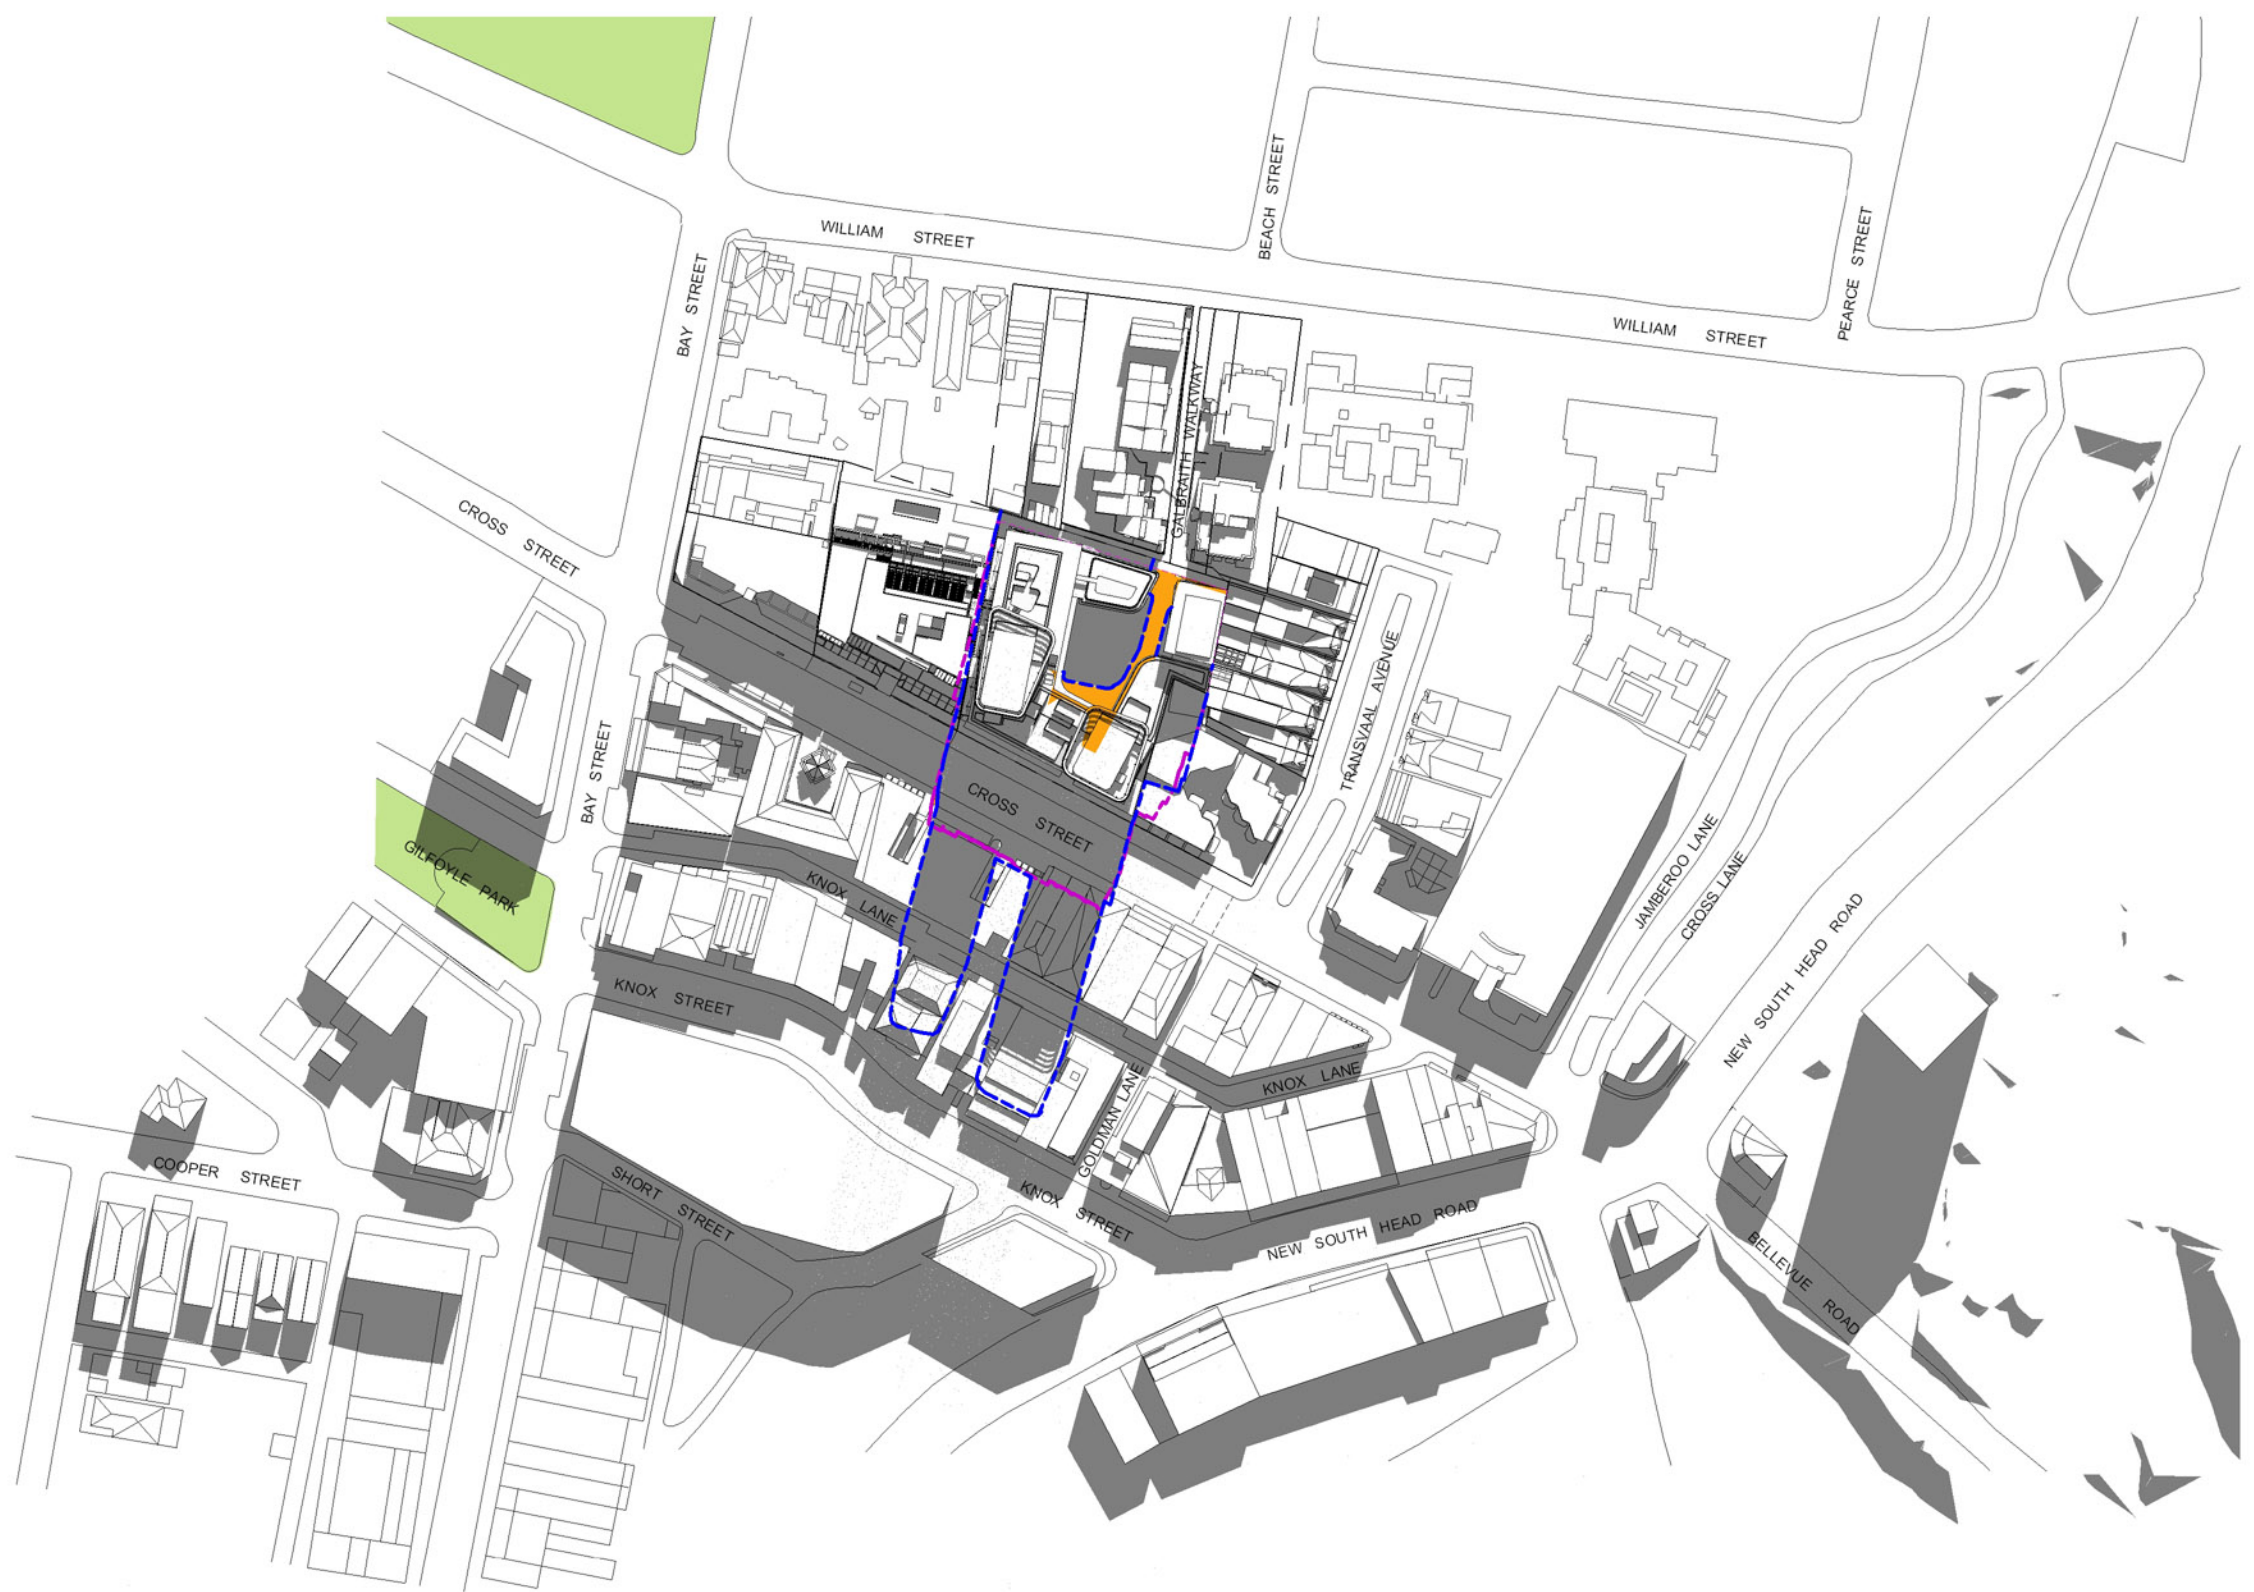 WILLIAM STREET
BEACH STREET
PEARCE STREET
BAY STREET
WILLIAM STREET
GALBRAITH WALKWAY
CROSS STREET
TRANSVAAL AVENUE
BAY STREET
CROSS STREET
GILFOYLE PARK
KNOX LANE
JAMBEROO LANE
CROSS LANE
NEW SOUTH HEAD ROAD
KNOX STREET
KNOX LANE
GOLDMAN LANE
COOPER STREET
SHORT STREET
KNOX STREET
NEW SOUTH HEAD ROAD
BELLEVUE ROAD